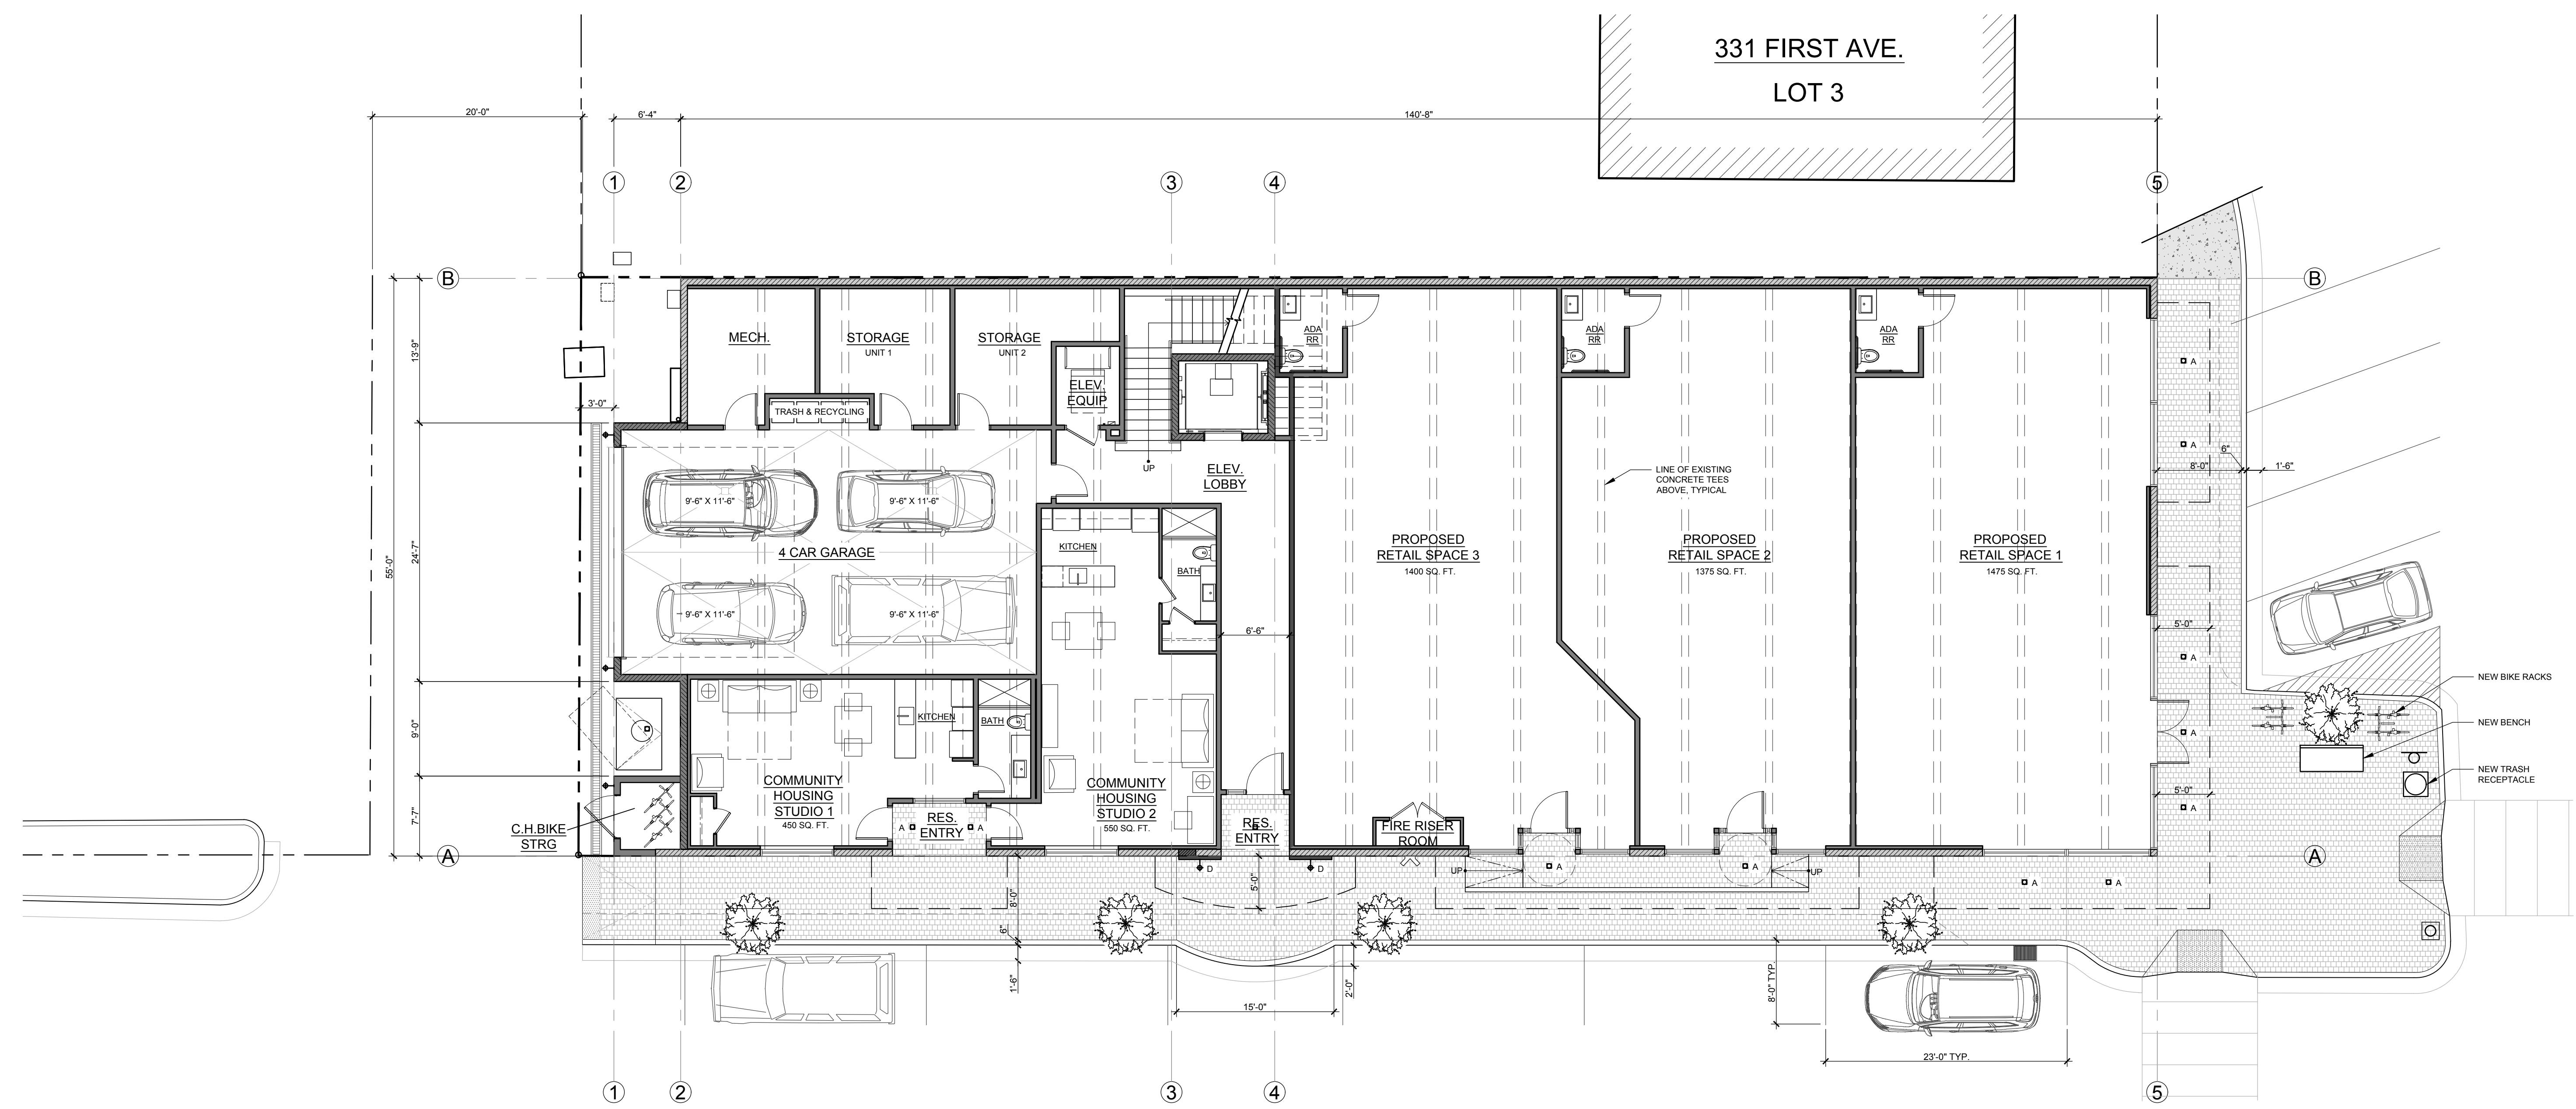 331 FIRST AVE.
LOT 3
20'-0"
6'-4"
140'-8"
1
2
3
4
5
B
B
13'-9"
55'-0"
24'-7"
9'-0"
7'-7"
3'-0"
MECH.
STORAGE
UNIT 1
STORAGE
UNIT 2
TRASH & RECYCLING
ELEV.
EQUIP
UP
ELEV.
LOBBY
ADA
RR
ADA
RR
ADA
RR
9'-6" X 11'-6"
9'-6" X 11'-6"
4 CAR GARAGE
9'-6" X 11'-6"
9'-6" X 11'-6"
LINE OF EXISTING
CONCRETE TEES
ABOVE, TYPICAL
KITCHEN
BATH
6'-6"
PROPOSED
RETAIL SPACE 3
1400 SQ. FT.
PROPOSED
RETAIL SPACE 2
1375 SQ. FT.
PROPOSED
RETAIL SPACE 1
1475 SQ. FT.
A
A
6"
8'-0"
1'-6"
5'-0"
A
A
5'-0"
A
NEW BIKE RACKS
NEW BENCH
NEW TRASH
RECEPTACLE
KITCHEN
BATH
COMMUNITY
HOUSING
STUDIO 1
450 SQ. FT.
COMMUNITY
HOUSING
STUDIO 2
550 SQ. FT.
C.H.BIKE
STRG
A
RES.
ENTRY
A
RES.
ENTRY
FIRE RISER
ROOM
A
A
D
D
5'-0"
UP
A
A
UP
A
A
8'-0"
6"
1'-6"
15'-0"
2'-0"
8'-0" TYP.
23'-0" TYP.
1
2
3
4
5